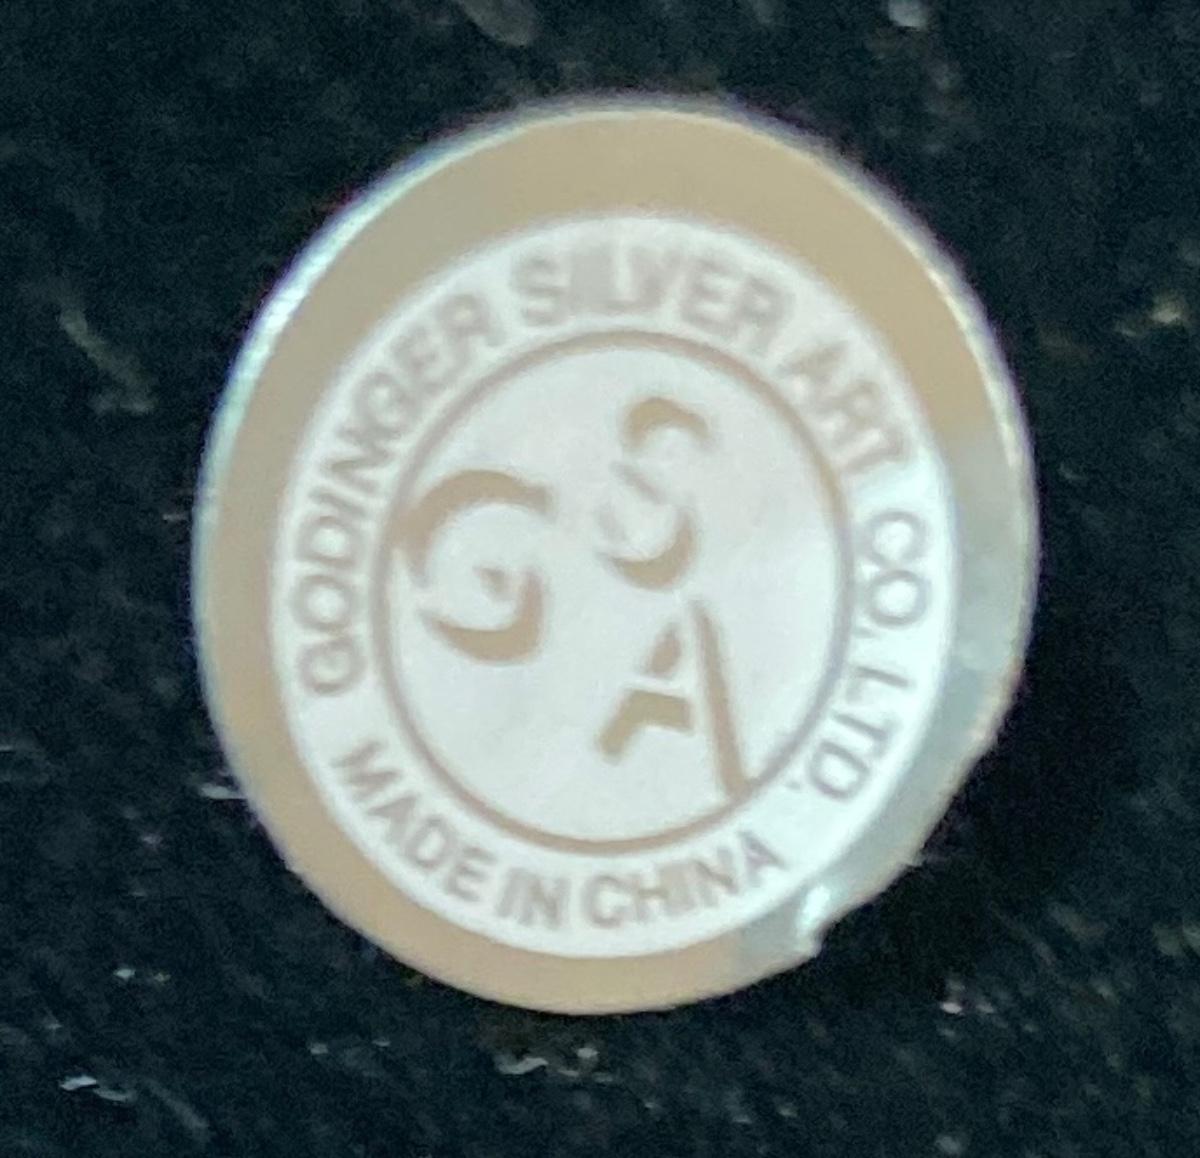 GODINGER SILVER ART CO. LTD.
GSA
MADE IN CHINA